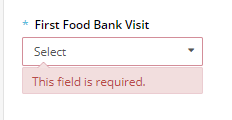 * First Food Bank Visit
Select
This field is required.